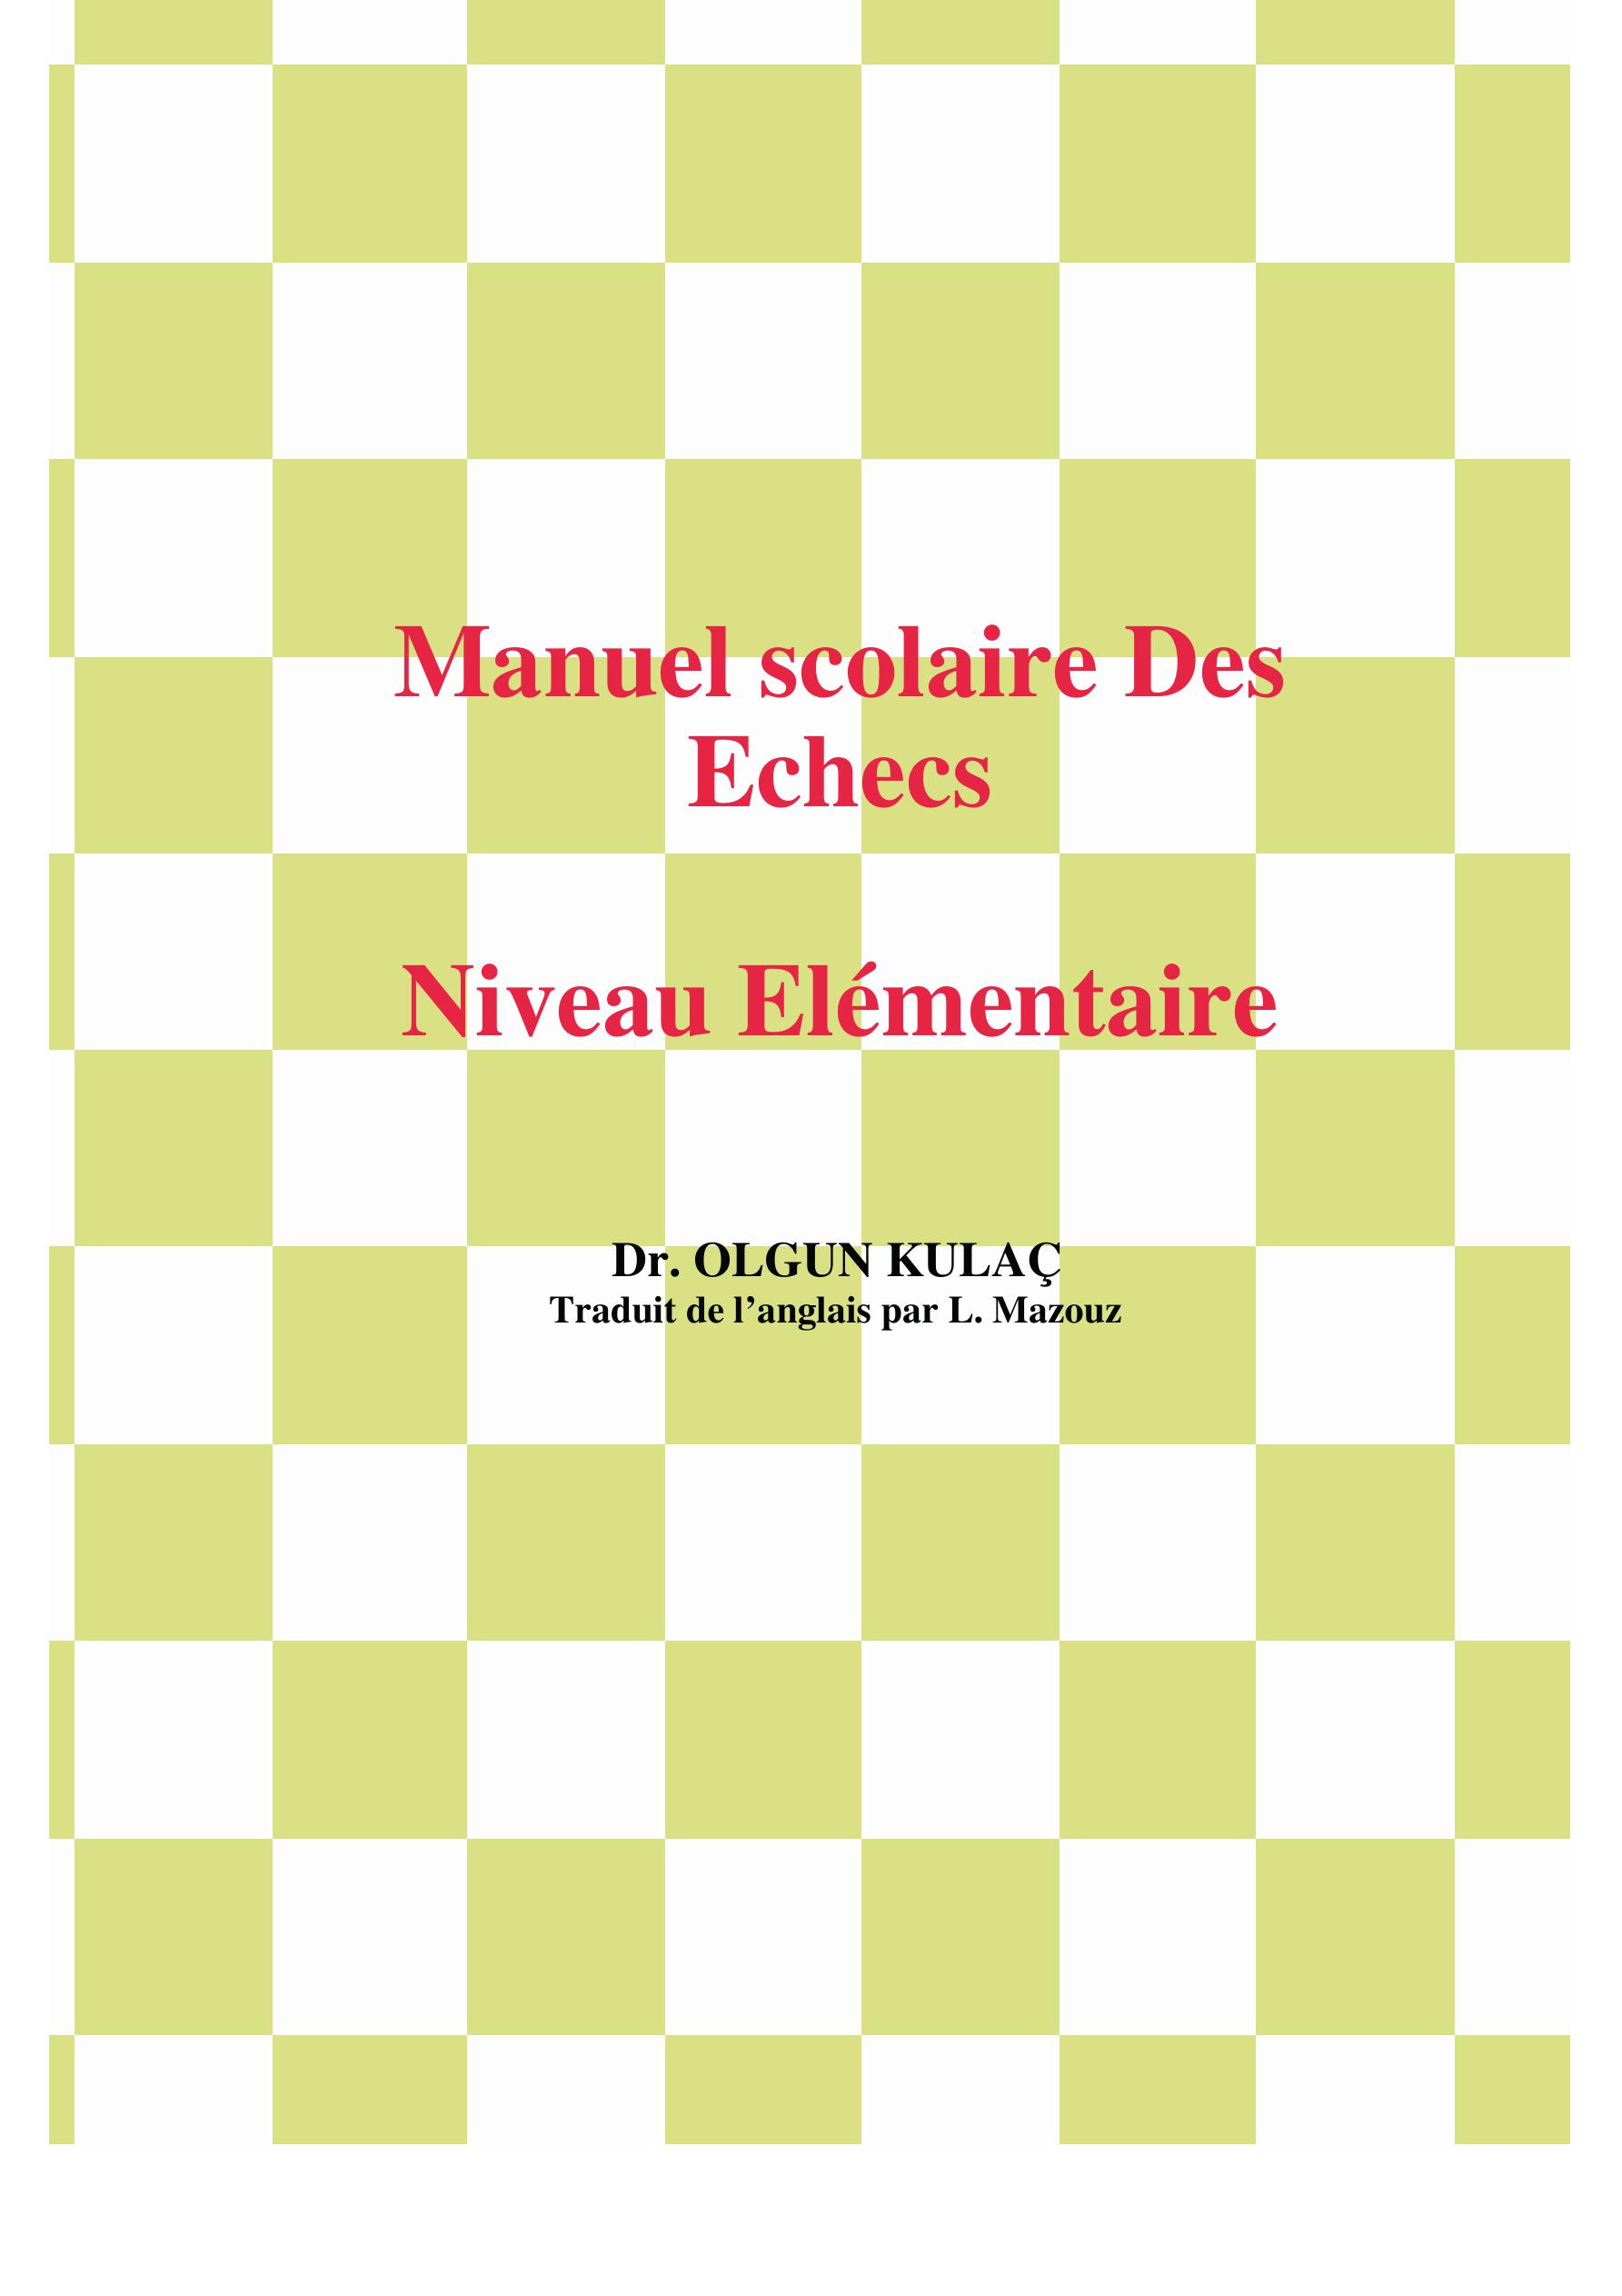 Manuel scolaire Des
Echecs
Niveau Elémentaire
Dr. OLGUN KULAÇ
Traduit de l’anglais par L. Mazouz